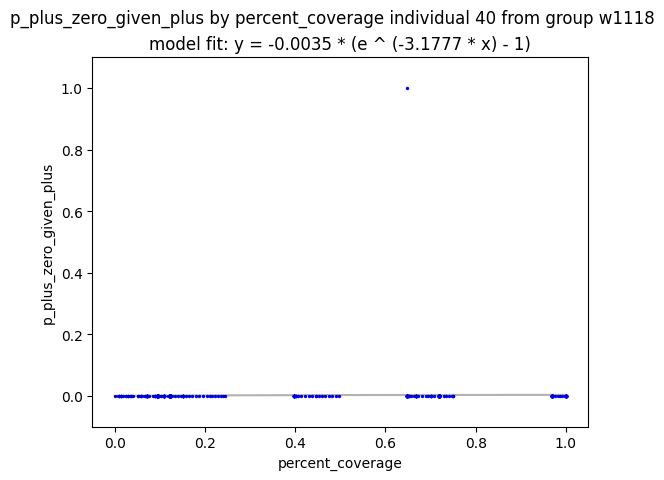 p_plus_zero_given_plus by percent_coverage individual 40 from group w1118
model fit: y = -0.0035 * (e ^ (-3.1777 * x) - 1)
p_plus_zero_given_plus
1.0
0.8
0.6
0.4
0.2
0.0
0.0 0.2 0.4 0.6 0.8 1.0
percent_coverage